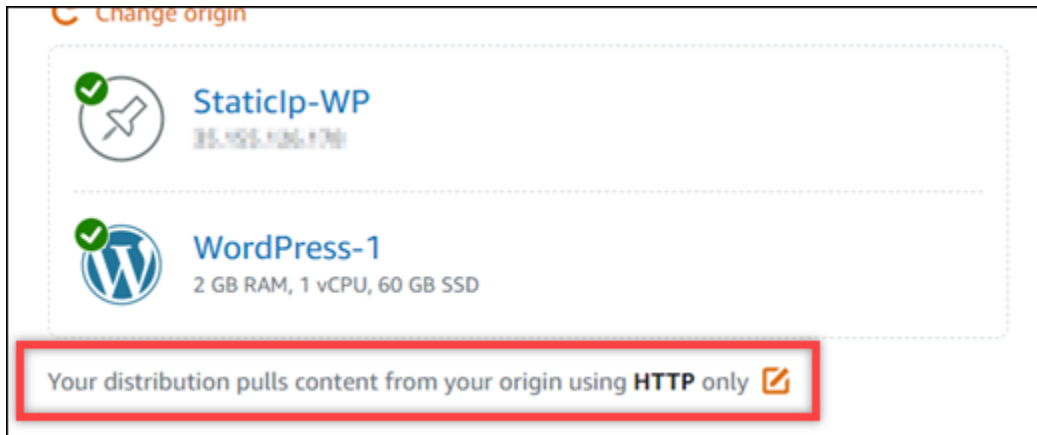 Change origin
StaticIp-WP
WordPress-1
2 GB RAM, 1 vCPU, 60 GB SSD
Your distribution pulls content from your origin using HTTP only